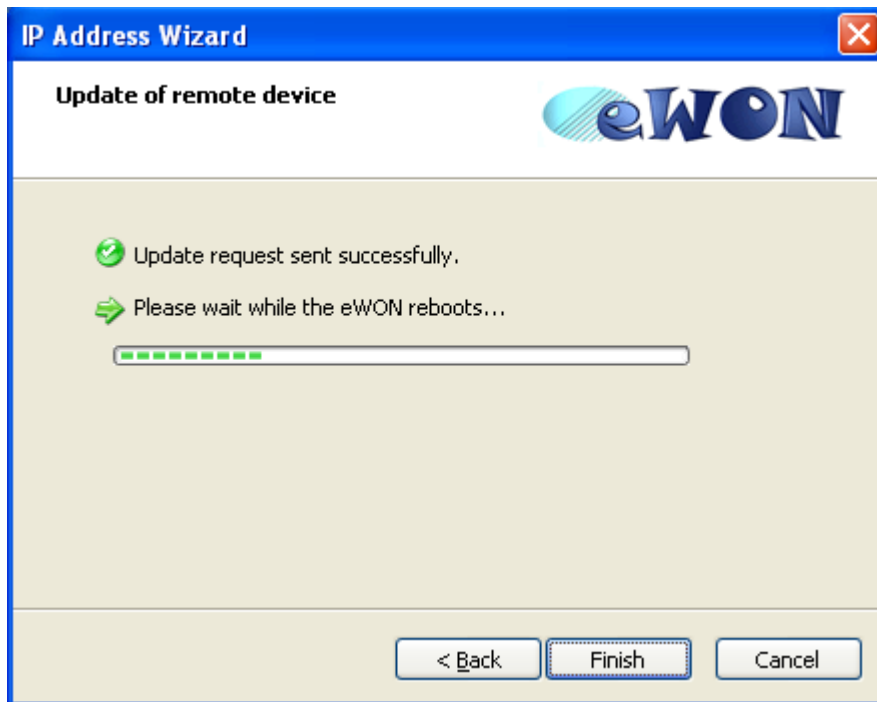 IP Address Wizard
Update of remote device
eWON
Update request sent successfully.
Please wait while the eWON reboots...
< Back
Finish
Cancel